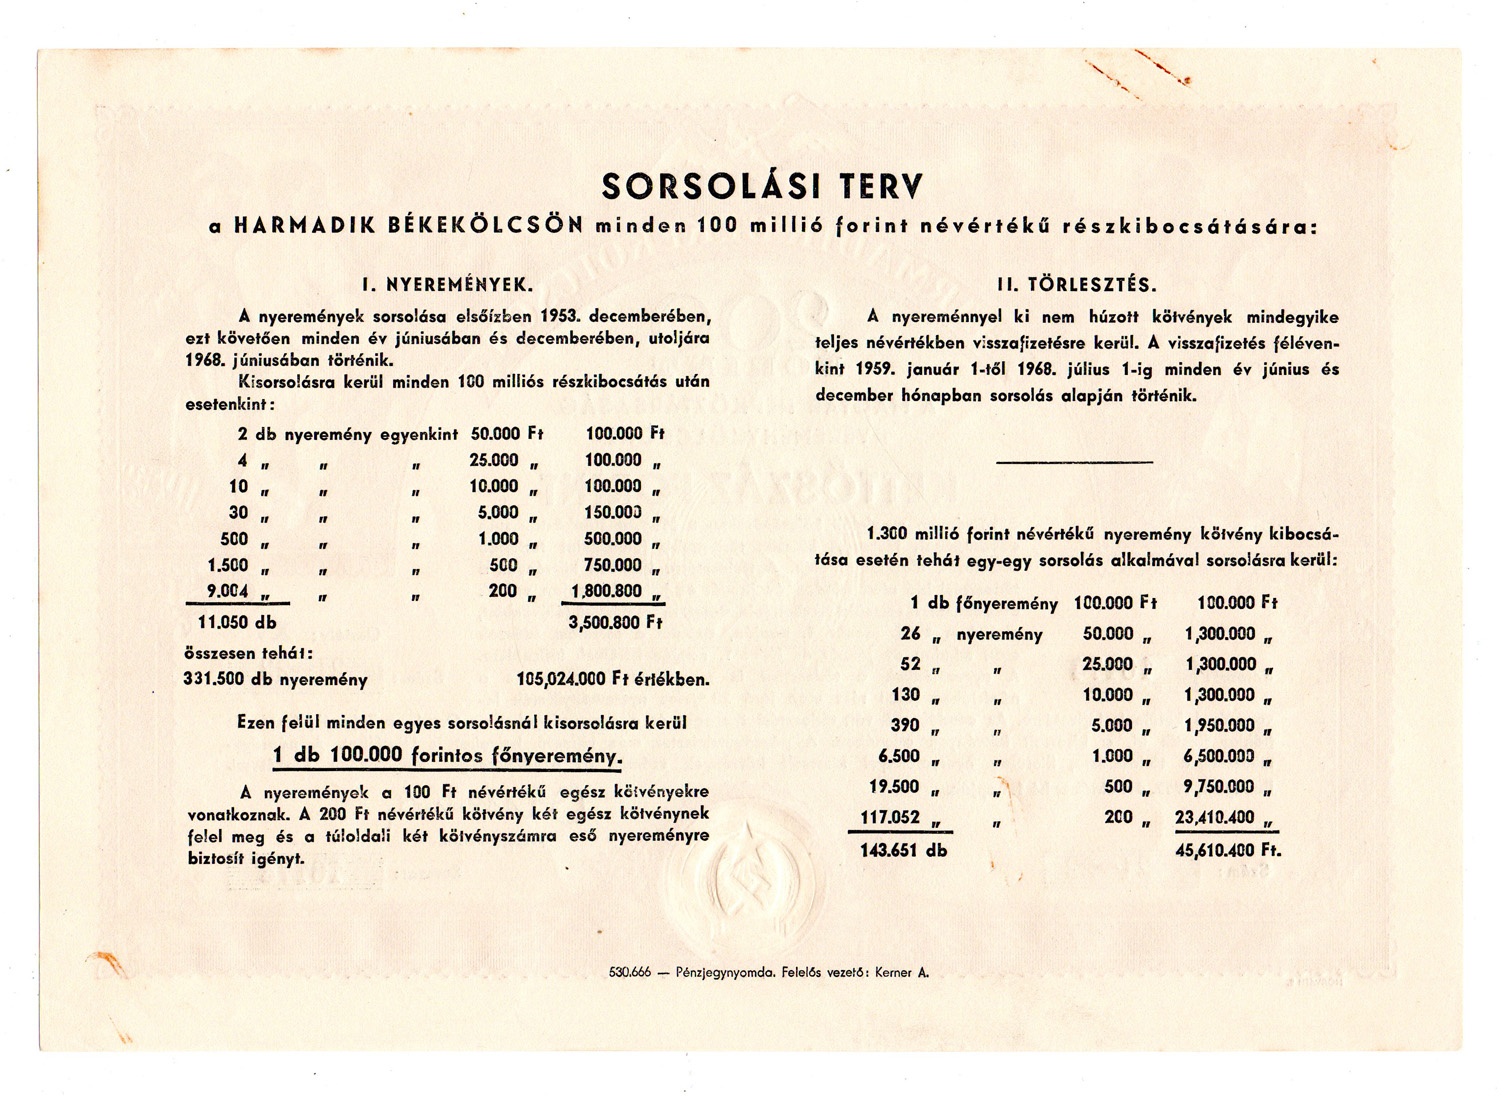 SORSOLÁSI TERV
a HARMADIK BÉKEKÖLCSÖN minden 100 millió forint névértékű részkibocsátására:
I. NYEREMÉNYEK.
A nyeremények sorsolása elsőízben 1953. decemberében,
ezt követően minden év júniusában és decemberében, utoljára
1968. júniusában történik.
Kisorsolásra kerül minden 100 milliós részkibocsátás után
esetenkint:
2 db nyeremény egyenkint 50.000 Ft 100.000 Ft
4 „ „ „ 25.000 „ 100.000 „
10 „ „ „ 10.000 „ 100.000 „
30 „ „ „ 5.000 „ 150.000 „
500 „ „ „ 1.000 „ 500.000 „
1.500 „ „ „ 500 „ 750.000 „
9.004 „ „ „ 200 „ 1,800.800 „
11.050 db 3,500.800 Ft
összesen tehát:
331.500 db nyeremény 105,024.000 Ft értékben.
Ezen felül minden egyes sorsolásnál kisorsolásra kerül
1 db 100.000 forintos főnyeremény.
A nyeremények a 100 Ft névértékű egész kötvényekre
vonatkoznak. A 200 Ft névértékű kötvény két egész kötvénynek
felel meg és a túloldali két kötvényszámra eső nyereményre
biztosít igényt.
II. TÖRLESZTÉS.
A nyereménnyel ki nem húzott kötvények mindegyike
teljes névértékben visszafizetésre kerül. A visszafizetés féléven-
kint 1959. január 1-től 1968. július 1-ig minden év június és
december hónapban sorsolás alapján történik.
1.300 millió forint névértékű nyeremény kötvény kibocsá-
tása esetén tehát egy-egy sorsolás alkalmával sorsolásra kerül:
1 db főnyeremény 100.000 Ft 100.000 Ft
26 „ nyeremény 50.000 „ 1,300.000 „
52 „ „ 25.000 „ 1,300.000 „
130 „ „ 10.000 „ 1,300.000 „
390 „ „ 5.000 „ 1,950.000 „
6.500 „ „ 1.000 „ 6,500.000 „
19.500 „ „ 500 „ 9,750.000 „
117.052 „ „ 200 „ 23,410.400 „
143.651 db 45,610.400 Ft.
530.666 — Pénzjegynyomda. Felelős vezető: Kerner A.